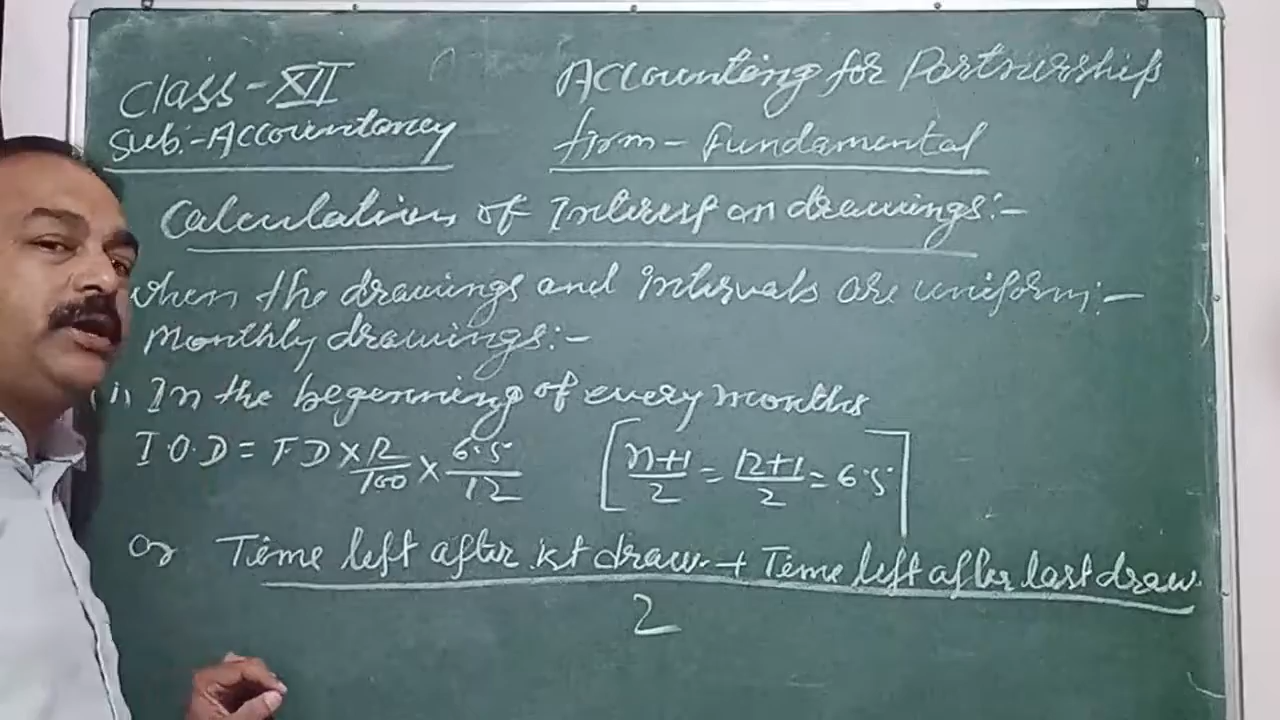 Class-XII
Sub:-Accountancy
Accounting for Partnership
firm - Fundamental
Calculation of Interest on drawings:-
when the drawings and intervals are uniform:-
Monthly drawings:-
(i) In the begenning of every months
I.O.D = T D × R/100 × 6.5/12 [n+1/2 = 12+1/2 = 6.5]
or Time left after 1st draw. + Time left after last draw.
2